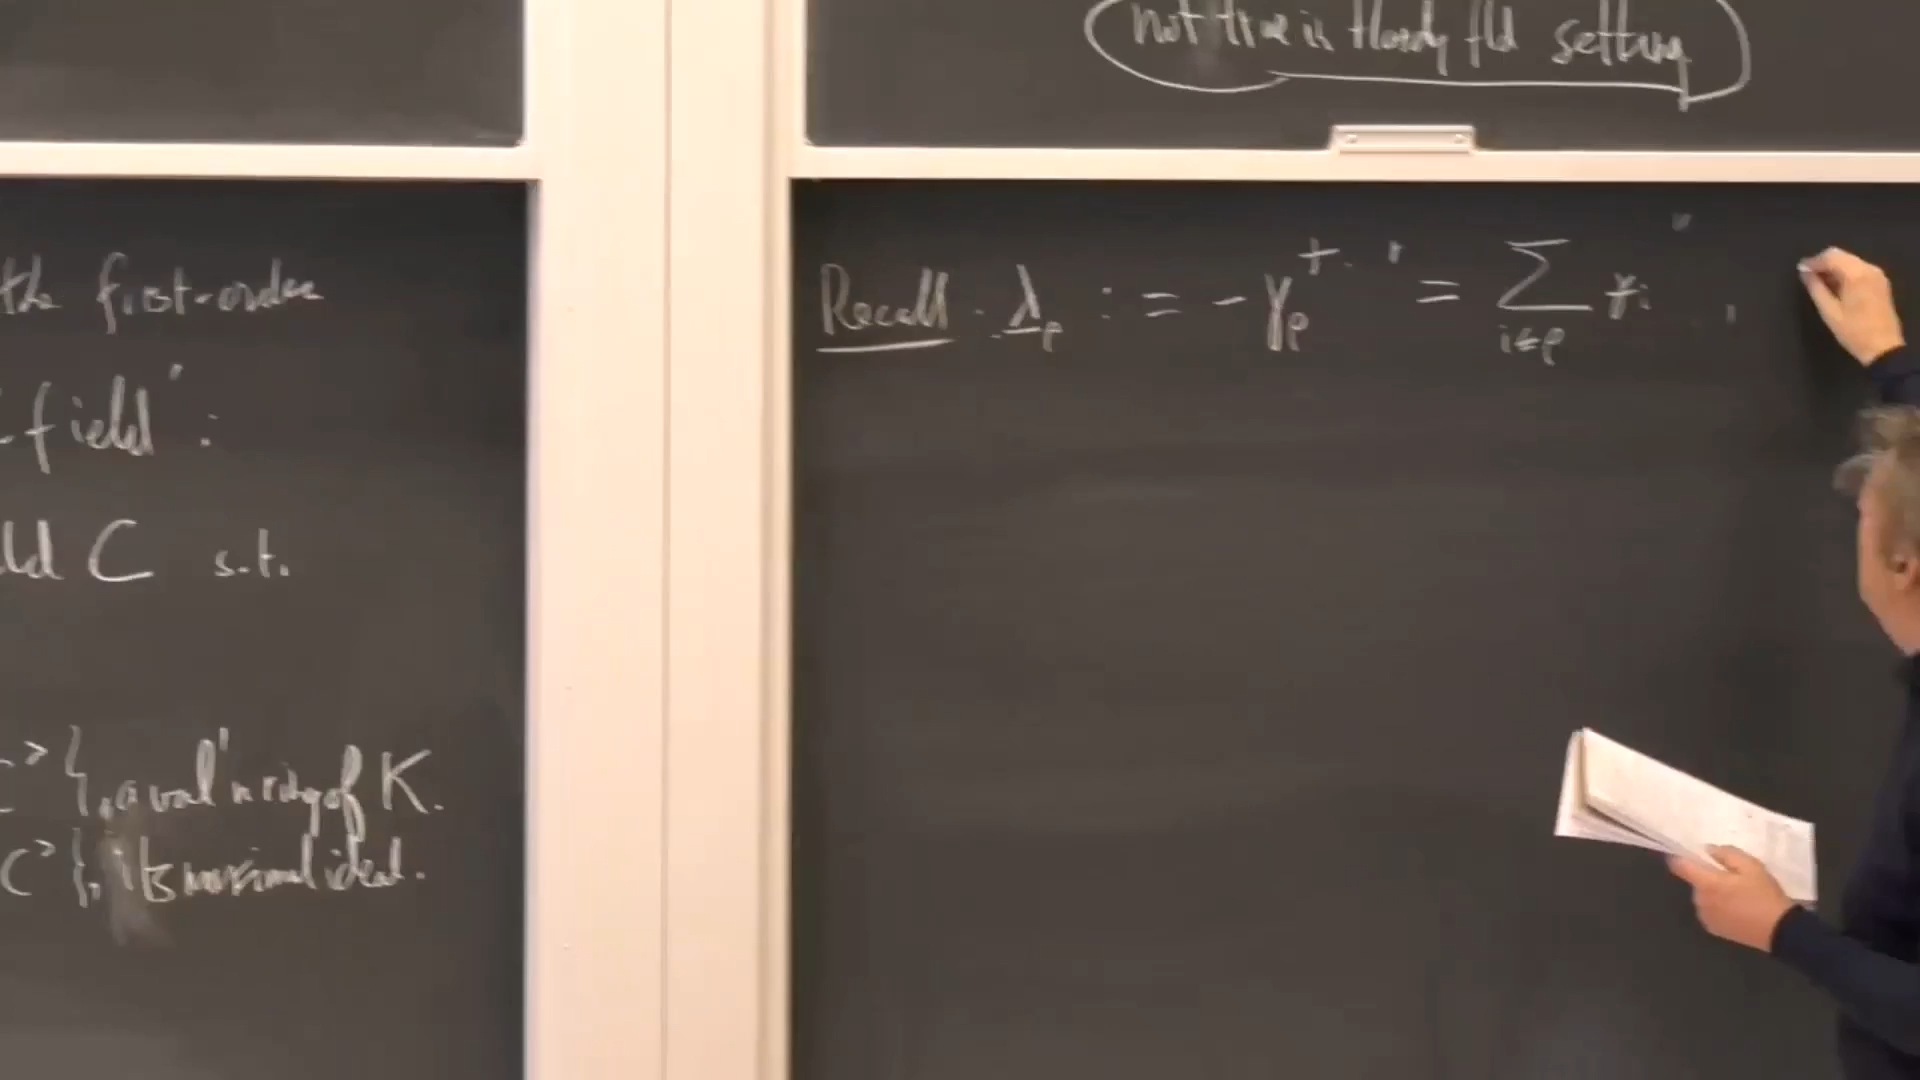 not true in Hardy fld setting
the first-order
-field':
ld C s.t.
}, a val'n ring of K.
C> }, its maximal ideal.
Recall · λ_ρ := - γ_ρ^{†'} = ∑_{i≤ρ} γ_i